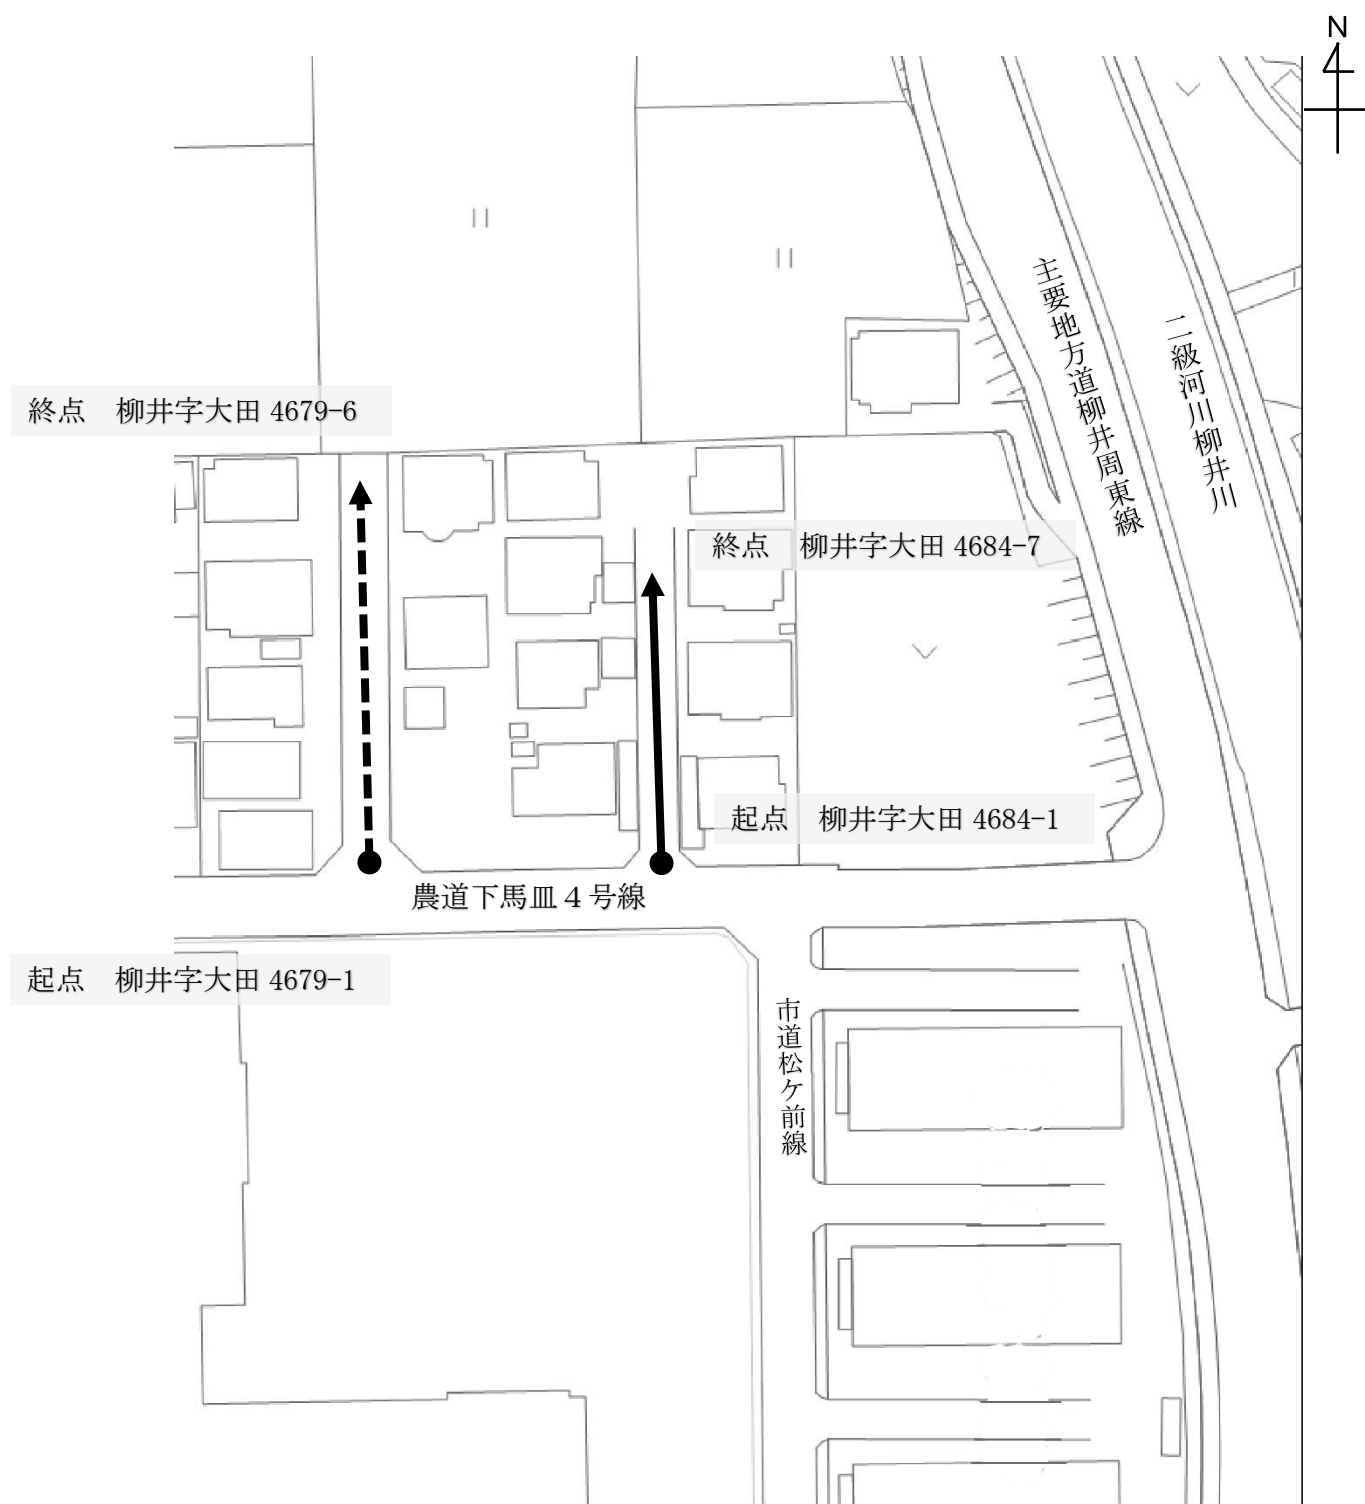 N
主要地方道柳井周東線
二級河川柳井川
終点　柳井字大田 4679-6
終点　柳井字大田 4684-7
起点　柳井字大田 4684-1
農道下馬皿４号線
起点　柳井字大田 4679-1
市道松ケ前線